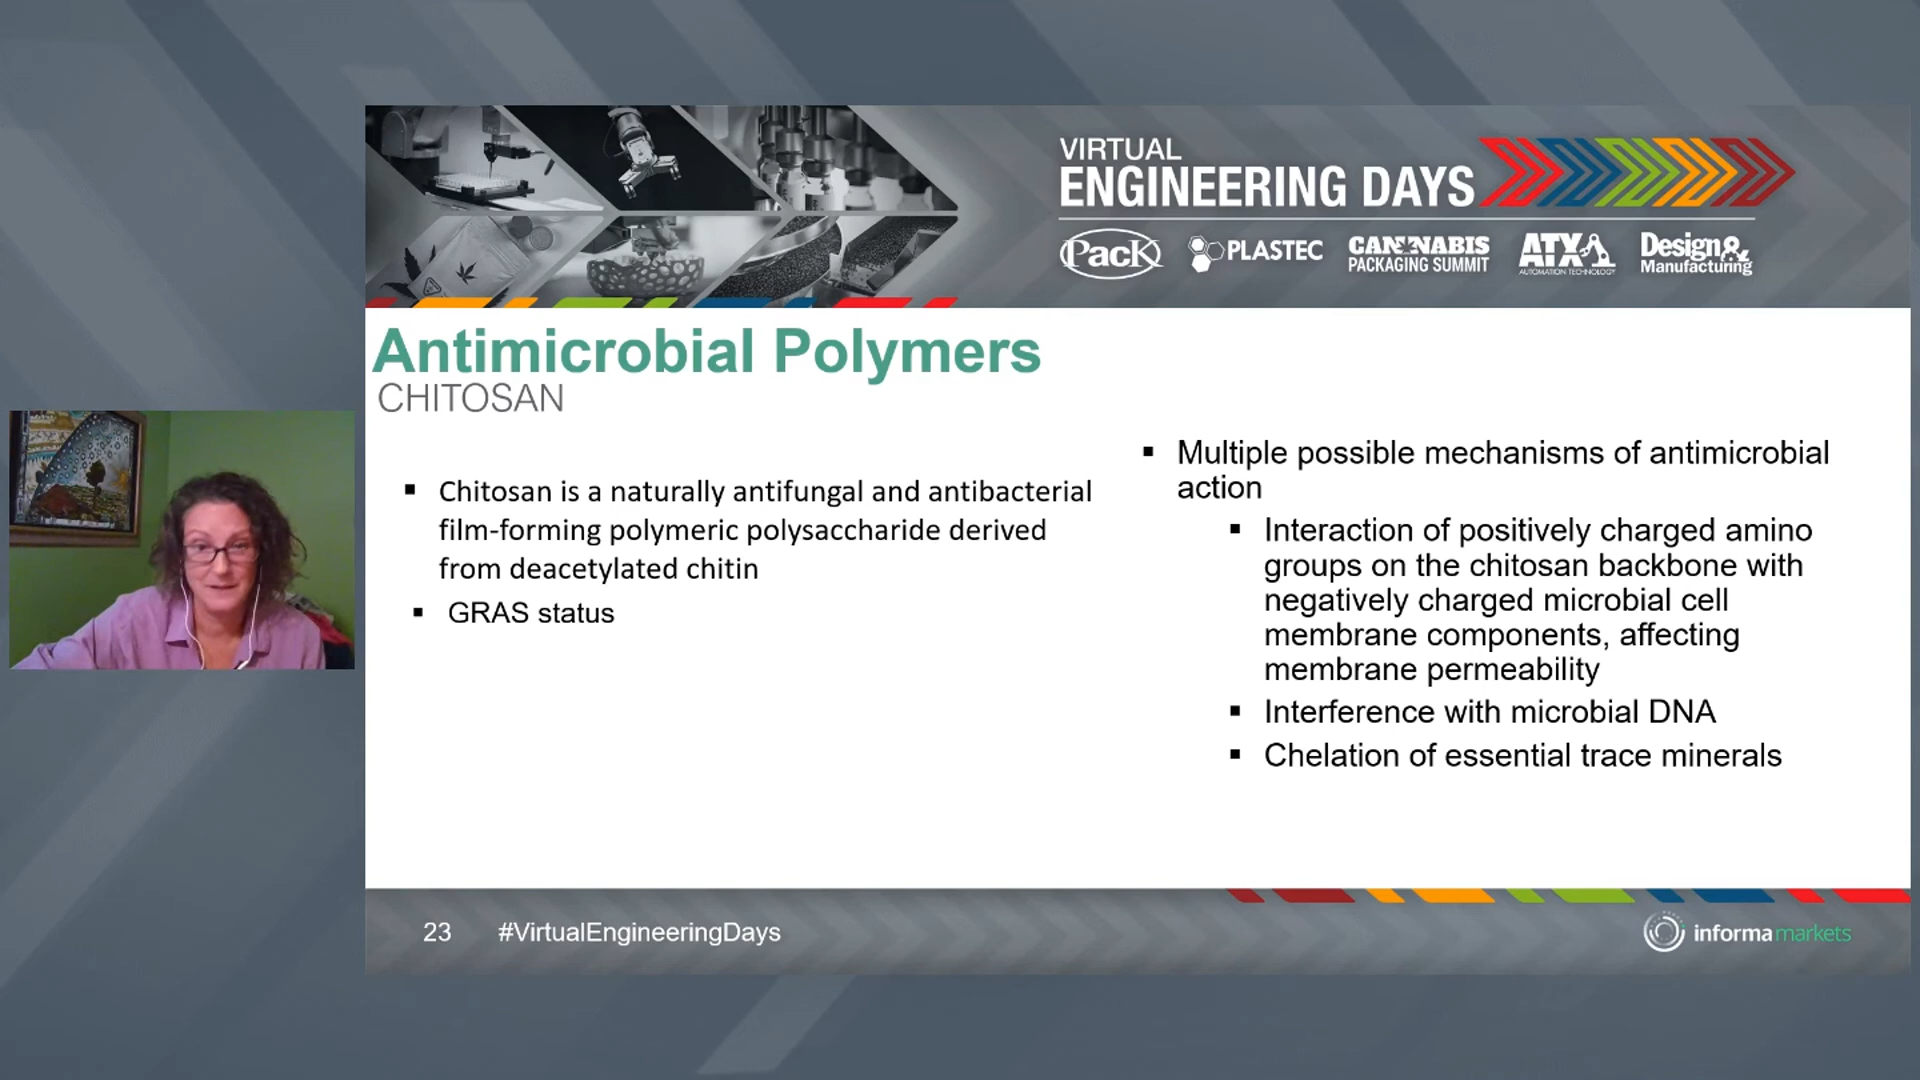 VIRTUAL
ENGINEERING DAYS
PACK
PLASTEC
CANNABIS
PACKAGING SUMMIT
ATX
AUTOMATION TECHNOLOGY
Design&
Manufacturing
Antimicrobial Polymers
CHITOSAN
▪ Chitosan is a naturally antifungal and antibacterial
film-forming polymeric polysaccharide derived
from deacetylated chitin
▪ GRAS status
▪ Multiple possible mechanisms of antimicrobial
action
▪ Interaction of positively charged amino
groups on the chitosan backbone with
negatively charged microbial cell
membrane components, affecting
membrane permeability
▪ Interference with microbial DNA
▪ Chelation of essential trace minerals
23
#VirtualEngineeringDays
informa markets